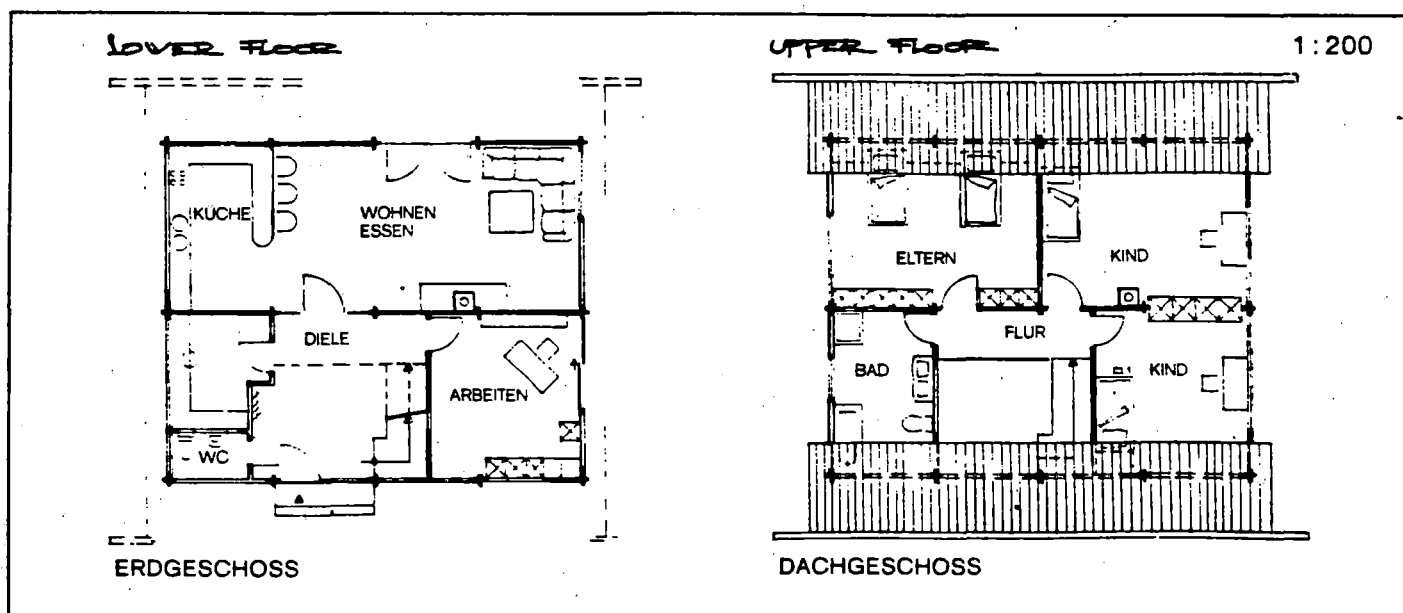 LOWER FLOOR
UPPER FLOOR
1:200
KÜCHE
WOHNEN
ESSEN
DIELE
ARBEITEN
WC
ERDGESCHOSS
ELTERN
KIND
FLUR
BAD
KIND
DACHGESCHOSS